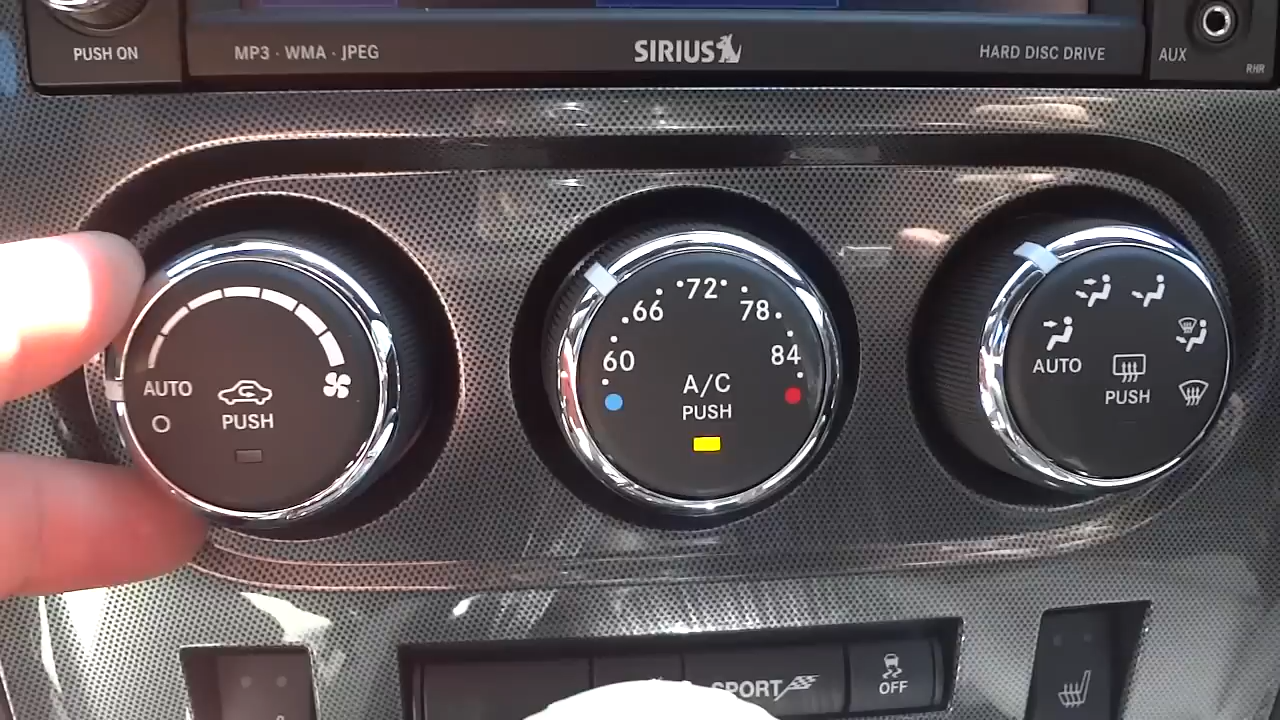 PUSH ON
MP3 · WMA · JPEG
SIRIUS
HARD DISC DRIVE
AUX
RHR
AUTO
PUSH
60
66
72
78
84
A/C
PUSH
AUTO
PUSH
SPORT
OFF